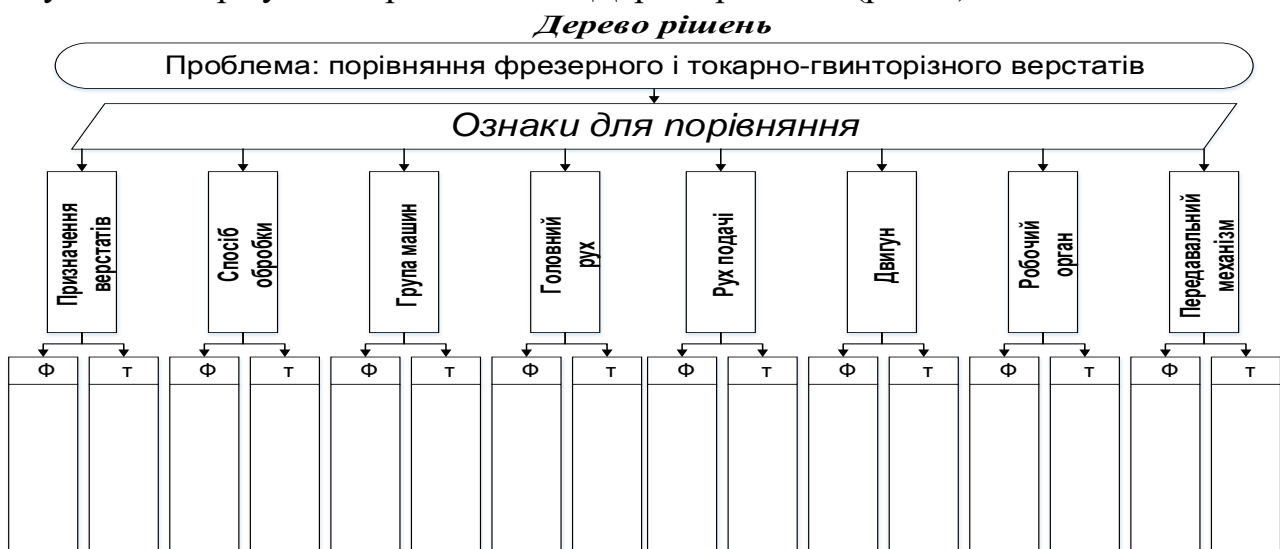 Дерево рішень
Проблема: порівняння фрезерного і токарно-гвинторізного верстатів
Ознаки для порівняння
Призначення
верстатів
Спосіб
обробки
Група машин
Головний
рух
Рух подачі
Двигун
Робочий
орган
Передавальний
механізм
Ф
т
Ф
т
Ф
т
Ф
т
Ф
т
Ф
т
Ф
т
Ф
т